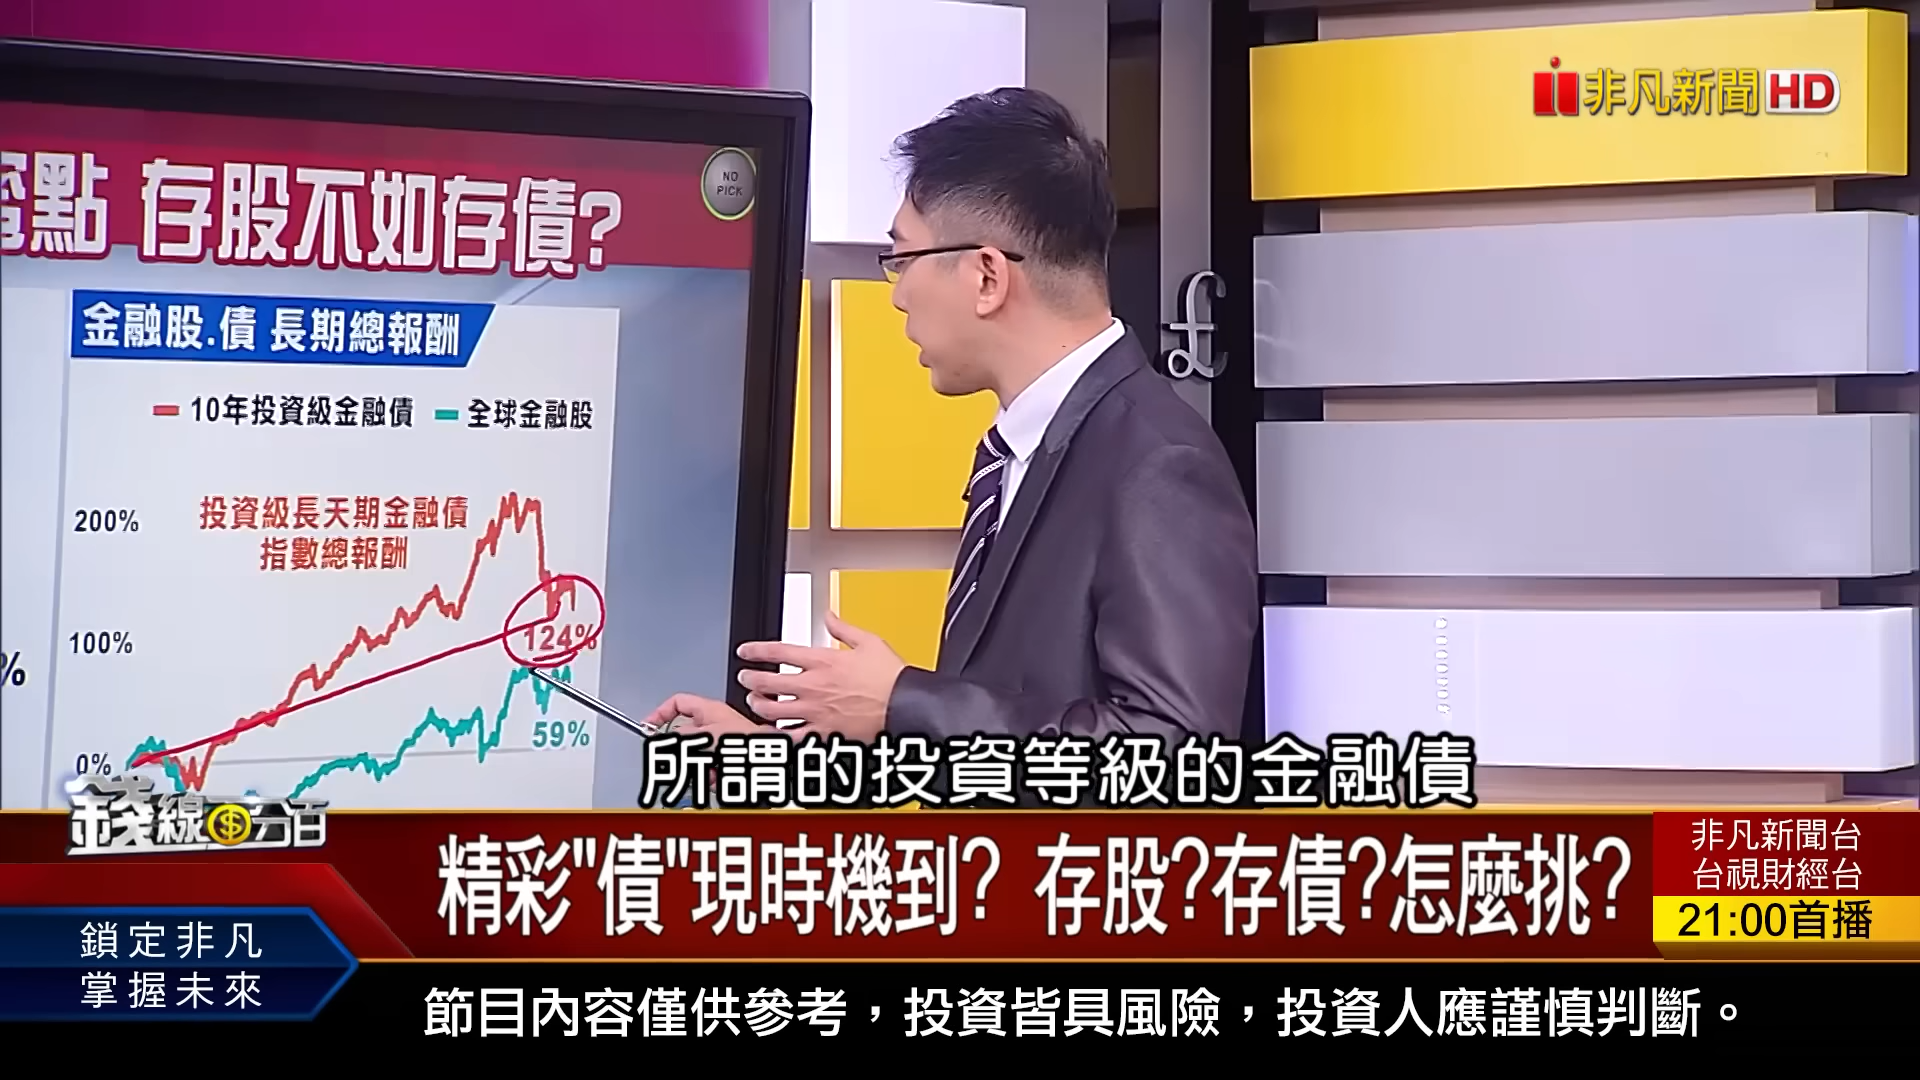 非凡新聞HD
點 存股不如存債?
NO
PICK
金融股.債 長期總報酬
10年投資級金融債 全球金融股
200%
投資級長天期金融債
指數總報酬
100%
124%
%
59%
0%
所謂的投資等級的金融債
錢線百分百
精彩"債"現時機到? 存股?存債?怎麼挑?
非凡新聞台
台視財經台
21:00首播
鎖定非凡
掌握未來
節目內容僅供參考，投資皆具風險，投資人應謹慎判斷。